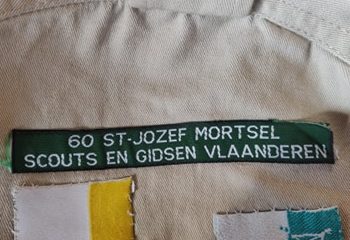 60 ST-JOZEF MORTSEL
SCOUTS EN GIDSEN VLAANDEREN